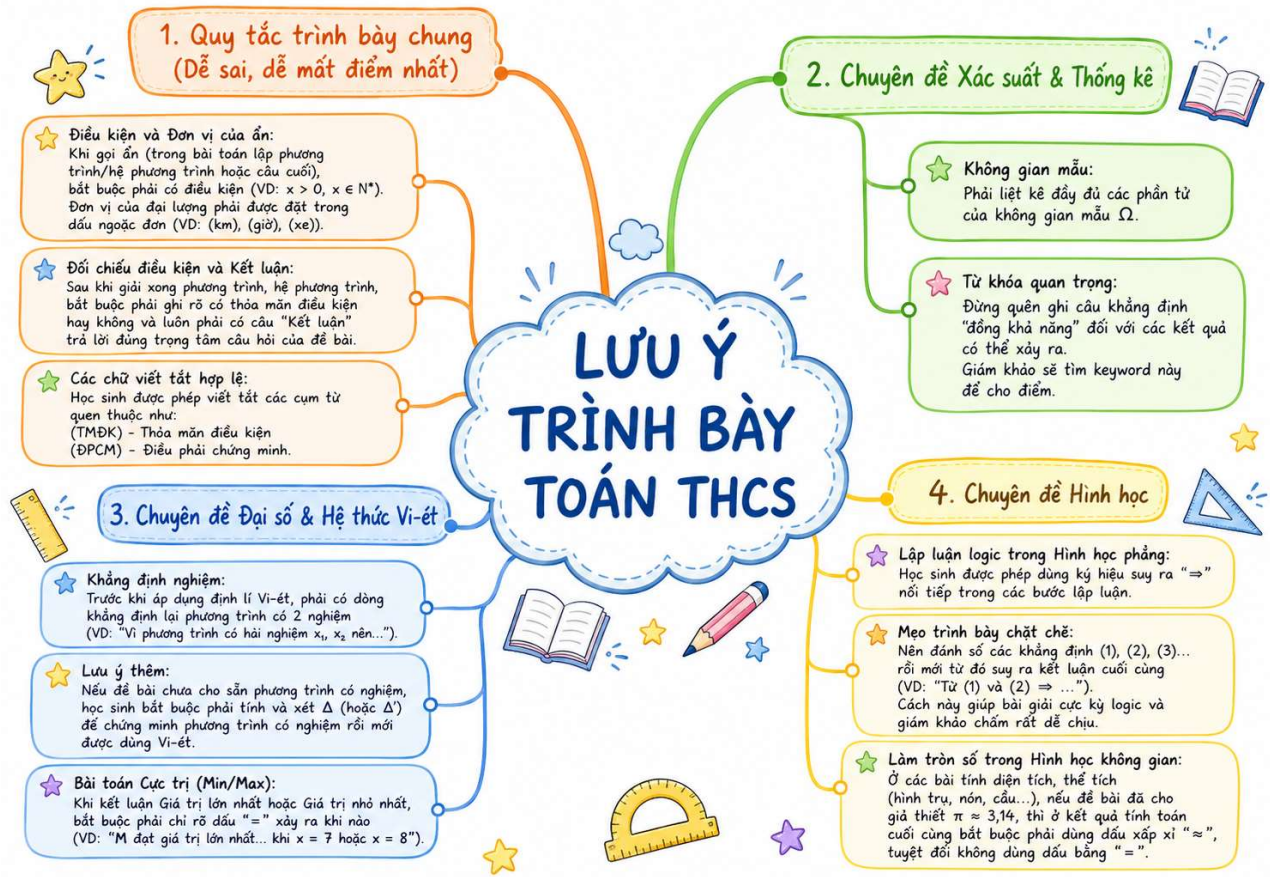 LƯU Ý
TRÌNH BÀY
TOÁN THCS
1. Quy tắc trình bày chung
(Dễ sai, dễ mất điểm nhất)
Điều kiện và Đơn vị của ẩn:
Khi gọi ẩn (trong bài toán lập phương
trình/hệ phương trình hoặc câu cuối),
bắt buộc phải có điều kiện (VD: x > 0, x ∈ N*).
Đơn vị của đại lượng phải được đặt trong
dấu ngoặc đơn (VD: (km), (giờ), (xe)).
Đối chiếu điều kiện và Kết luận:
Sau khi giải xong phương trình, hệ phương trình,
bắt buộc phải ghi rõ có thỏa mãn điều kiện
hay không và luôn phải có câu “Kết luận”
trả lời đúng trọng tâm câu hỏi của đề bài.
Các chữ viết tắt hợp lệ:
Học sinh được phép viết tắt các cụm từ
quen thuộc như:
(TMĐK) - Thỏa mãn điều kiện
(ĐPCM) - Điều phải chứng minh.
2. Chuyên đề Xác suất & Thống kê
Không gian mẫu:
Phải liệt kê đầy đủ các phần tử
của không gian mẫu Ω.
Từ khóa quan trọng:
Đừng quên ghi câu khẳng định
“đồng khả năng” đối với các kết quả
có thể xảy ra.
Giám khảo sẽ tìm keyword này
để cho điểm.
3. Chuyên đề Đại số & Hệ thức Vi-ét
Khẳng định nghiệm:
Trước khi áp dụng định lí Vi-ét, phải có dòng
khẳng định lại phương trình có 2 nghiệm
(VD: “Vì phương trình có hai nghiệm x₁, x₂ nên...”).
Lưu ý thêm:
Nếu đề bài chưa cho sẵn phương trình có nghiệm,
học sinh bắt buộc phải tính và xét Δ (hoặc Δ’)
để chứng minh phương trình có nghiệm rồi mới
được dùng Vi-ét.
Bài toán Cực trị (Min/Max):
Khi kết luận Giá trị lớn nhất hoặc Giá trị nhỏ nhất,
bắt buộc phải chỉ rõ dấu “=” xảy ra khi nào
(VD: “M đạt giá trị lớn nhất... khi x = 7 hoặc x = 8”).
4. Chuyên đề Hình học
Lập luận logic trong Hình học phẳng:
Học sinh được phép dùng ký hiệu suy ra “⇒”
nối tiếp trong các bước lập luận.
Mẹo trình bày chặt chẽ:
Nên đánh số các khẳng định (1), (2), (3)...
rồi mới từ đó suy ra kết luận cuối cùng
(VD: “Từ (1) và (2) ⇒ ...”).
Cách này giúp bài giải cực kỳ logic và
giám khảo chấm rất dễ chịu.
Làm tròn số trong Hình học không gian:
Ở các bài tính diện tích, thể tích
(hình trụ, nón, cầu...), nếu đề bài đã cho
giả thiết π ≈ 3,14, thì ở kết quả tính toán
cuối cùng bắt buộc phải dùng dấu xấp xỉ “≈”,
tuyệt đối không dùng dấu bằng “=”.